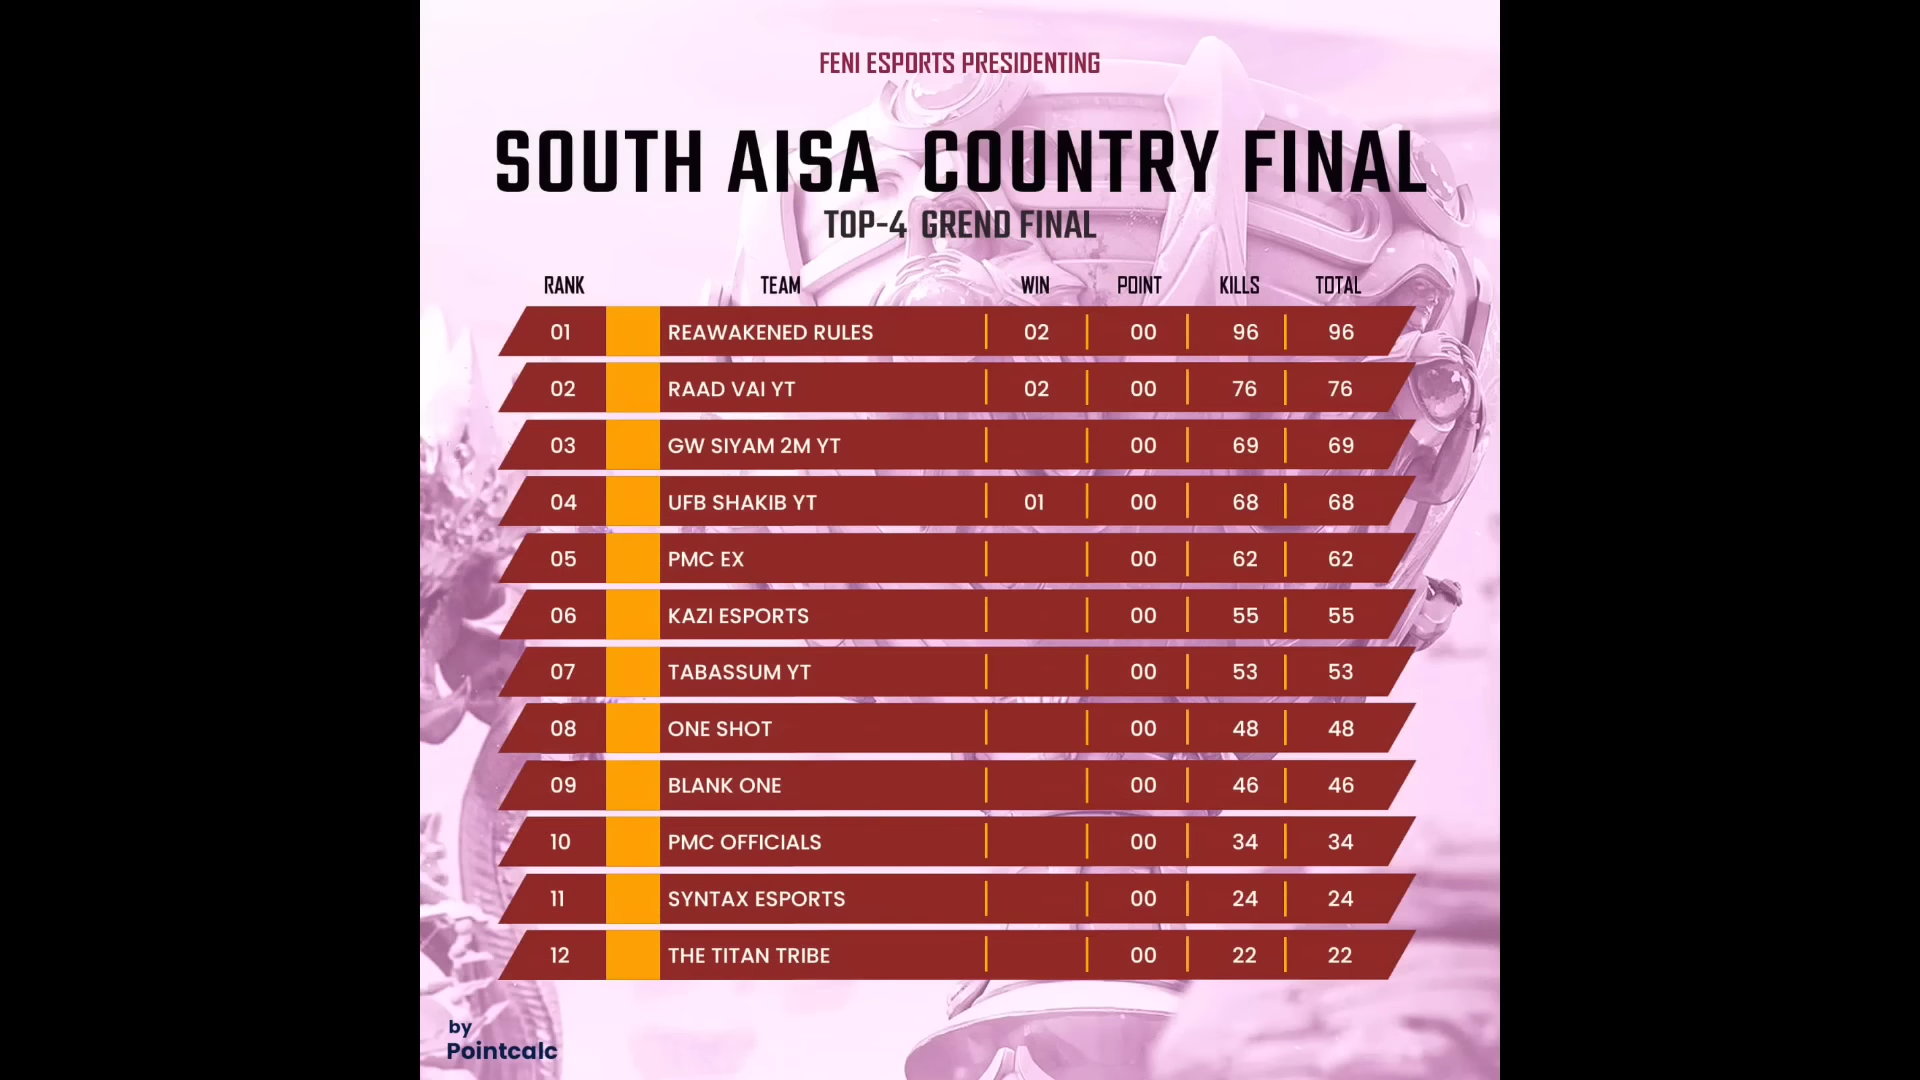 FENI ESPORTS PRESIDENTING
SOUTH AISA COUNTRY FINAL
TOP-4 GREND FINAL
RANK TEAM WIN POINT KILLS TOTAL
01 REAWAKENED RULES 02 00 96 96
02 RAAD VAI YT 02 00 76 76
03 GW SIYAM 2M YT 00 69 69
04 UFB SHAKIB YT 01 00 68 68
05 PMC EX 00 62 62
06 KAZI ESPORTS 00 55 55
07 TABASSUM YT 00 53 53
08 ONE SHOT 00 48 48
09 BLANK ONE 00 46 46
10 PMC OFFICIALS 00 34 34
11 SYNTAX ESPORTS 00 24 24
12 THE TITAN TRIBE 00 22 22
by
Pointcalc